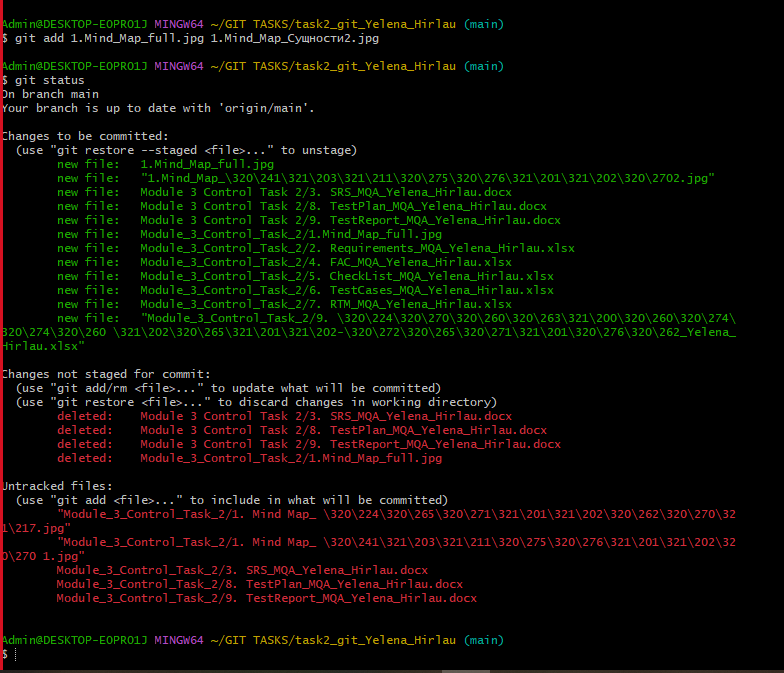 Admin@DESKTOP-EOPR01J MINGW64 ~/GIT TASKS/task2_git_Yelena_Hirlau (main)
$ git add 1.Mind_Map_full.jpg 1.Mind_Map_Сущности2.jpg
Admin@DESKTOP-EOPR01J MINGW64 ~/GIT TASKS/task2_git_Yelena_Hirlau (main)
$ git status
On branch main
Your branch is up to date with 'origin/main'.
Changes to be committed:
(use "git restore --staged <file>..." to unstage)
new file: 1.Mind_Map_full.jpg
new file: "1.Mind_Map_\320\241\321\203\321\211\320\275\320\276\321\201\321\202\320\2702.jpg"
new file: Module 3 Control Task 2/3. SRS_MQA_Yelena_Hirlau.docx
new file: Module 3 Control Task 2/8. TestPlan_MQA_Yelena_Hirlau.docx
new file: Module 3 Control Task 2/9. TestReport_MQA_Yelena_Hirlau.docx
new file: Module_3_Control_Task_2/1.Mind_Map_full.jpg
new file: Module_3_Control_Task_2/2. Requirements_MQA_Yelena_Hirlau.xlsx
new file: Module_3_Control_Task_2/4. FAC_MQA_Yelena_Hirlau.xlsx
new file: Module_3_Control_Task_2/5. CheckList_MQA_Yelena_Hirlau.xlsx
new file: Module_3_Control_Task_2/6. TestCases_MQA_Yelena_Hirlau.xlsx
new file: Module_3_Control_Task_2/7. RTM_MQA_Yelena_Hirlau.xlsx
new file: "Module_3_Control_Task_2/9. \320\224\320\270\320\260\320\263\321\200\320\260\320\274\
320\274\320\260 \321\202\320\265\321\201\321\202-\320\272\320\265\320\271\321\201\320\276\320\262_Yelena_
Hirlau.xlsx"
Changes not staged for commit:
(use "git add/rm <file>..." to update what will be committed)
(use "git restore <file>..." to discard changes in working directory)
deleted: Module 3 Control Task 2/3. SRS_MQA_Yelena_Hirlau.docx
deleted: Module 3 Control Task 2/8. TestPlan_MQA_Yelena_Hirlau.docx
deleted: Module 3 Control Task 2/9. TestReport_MQA_Yelena_Hirlau.docx
deleted: Module_3_Control_Task_2/1.Mind_Map_full.jpg
Untracked files:
(use "git add <file>..." to include in what will be committed)
"Module_3_Control_Task_2/1. Mind Map_ \320\224\320\265\320\271\321\201\321\202\320\262\320\270\32
1\217.jpg"
"Module_3_Control_Task_2/1. Mind Map_ \320\241\321\203\321\211\320\275\320\276\321\201\321\202\32
0\270 1.jpg"
Module_3_Control_Task_2/3. SRS_MQA_Yelena_Hirlau.docx
Module_3_Control_Task_2/8. TestPlan_MQA_Yelena_Hirlau.docx
Module_3_Control_Task_2/9. TestReport_MQA_Yelena_Hirlau.docx
Admin@DESKTOP-EOPR01J MINGW64 ~/GIT TASKS/task2_git_Yelena_Hirlau (main)
$